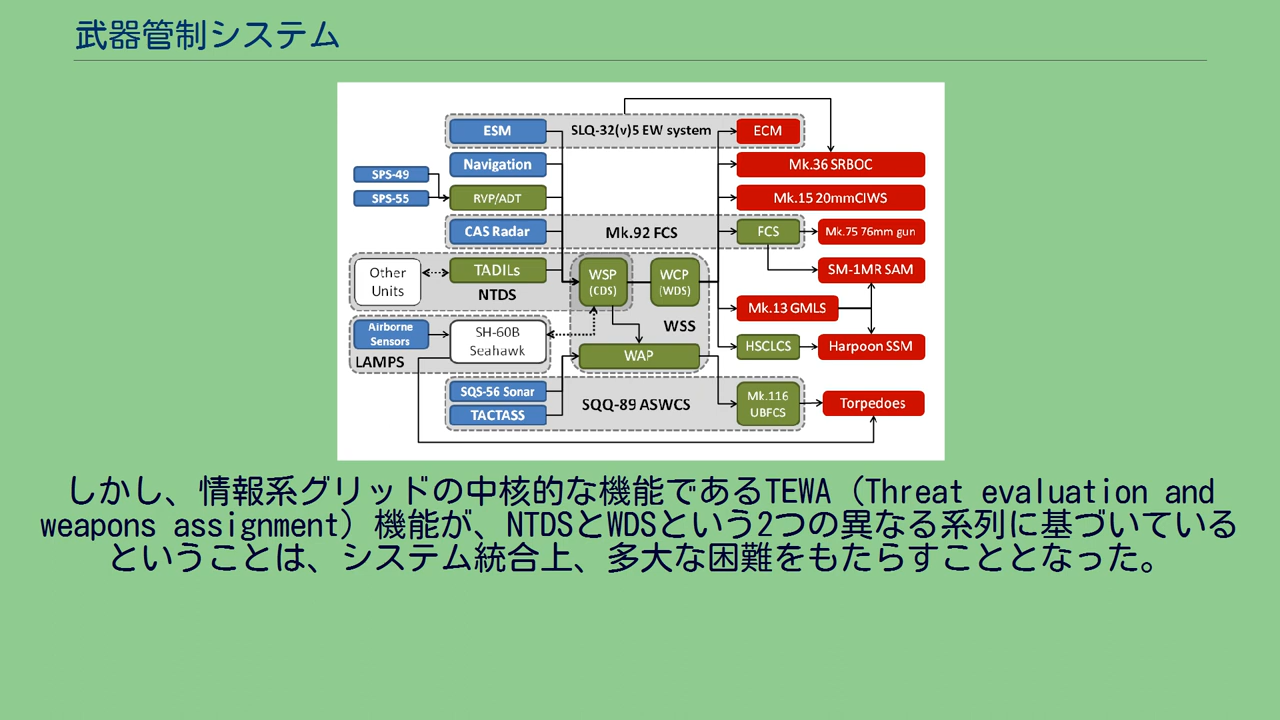 武器管制システム
ESM
SLQ-32(v)5 EW system
ECM
Navigation
Mk.36 SRBOC
SPS-49
SPS-55
RVP/ADT
Mk.15 20mmCIWS
CAS Radar
Mk.92 FCS
FCS
Mk.75 76mm gun
Other
Units
TADILs
NTDS
WSP
(CDS)
WCP
(WDS)
SM-1MR SAM
Mk.13 GMLS
Airborne
Sensors
LAMPS
SH-60B
Seahawk
WSS
WAP
HSCLCS
Harpoon SSM
SQS-56 Sonar
TACTASS
SQQ-89 ASWCS
Mk.116
UBFCS
Torpedoes
しかし、情報系グリッドの中核的な機能であるTEWA（Threat evaluation and
weapons assignment）機能が、NTDSとWDSという2つの異なる系列に基づいている
ということは、システム統合上、多大な困難をもたらすこととなった。